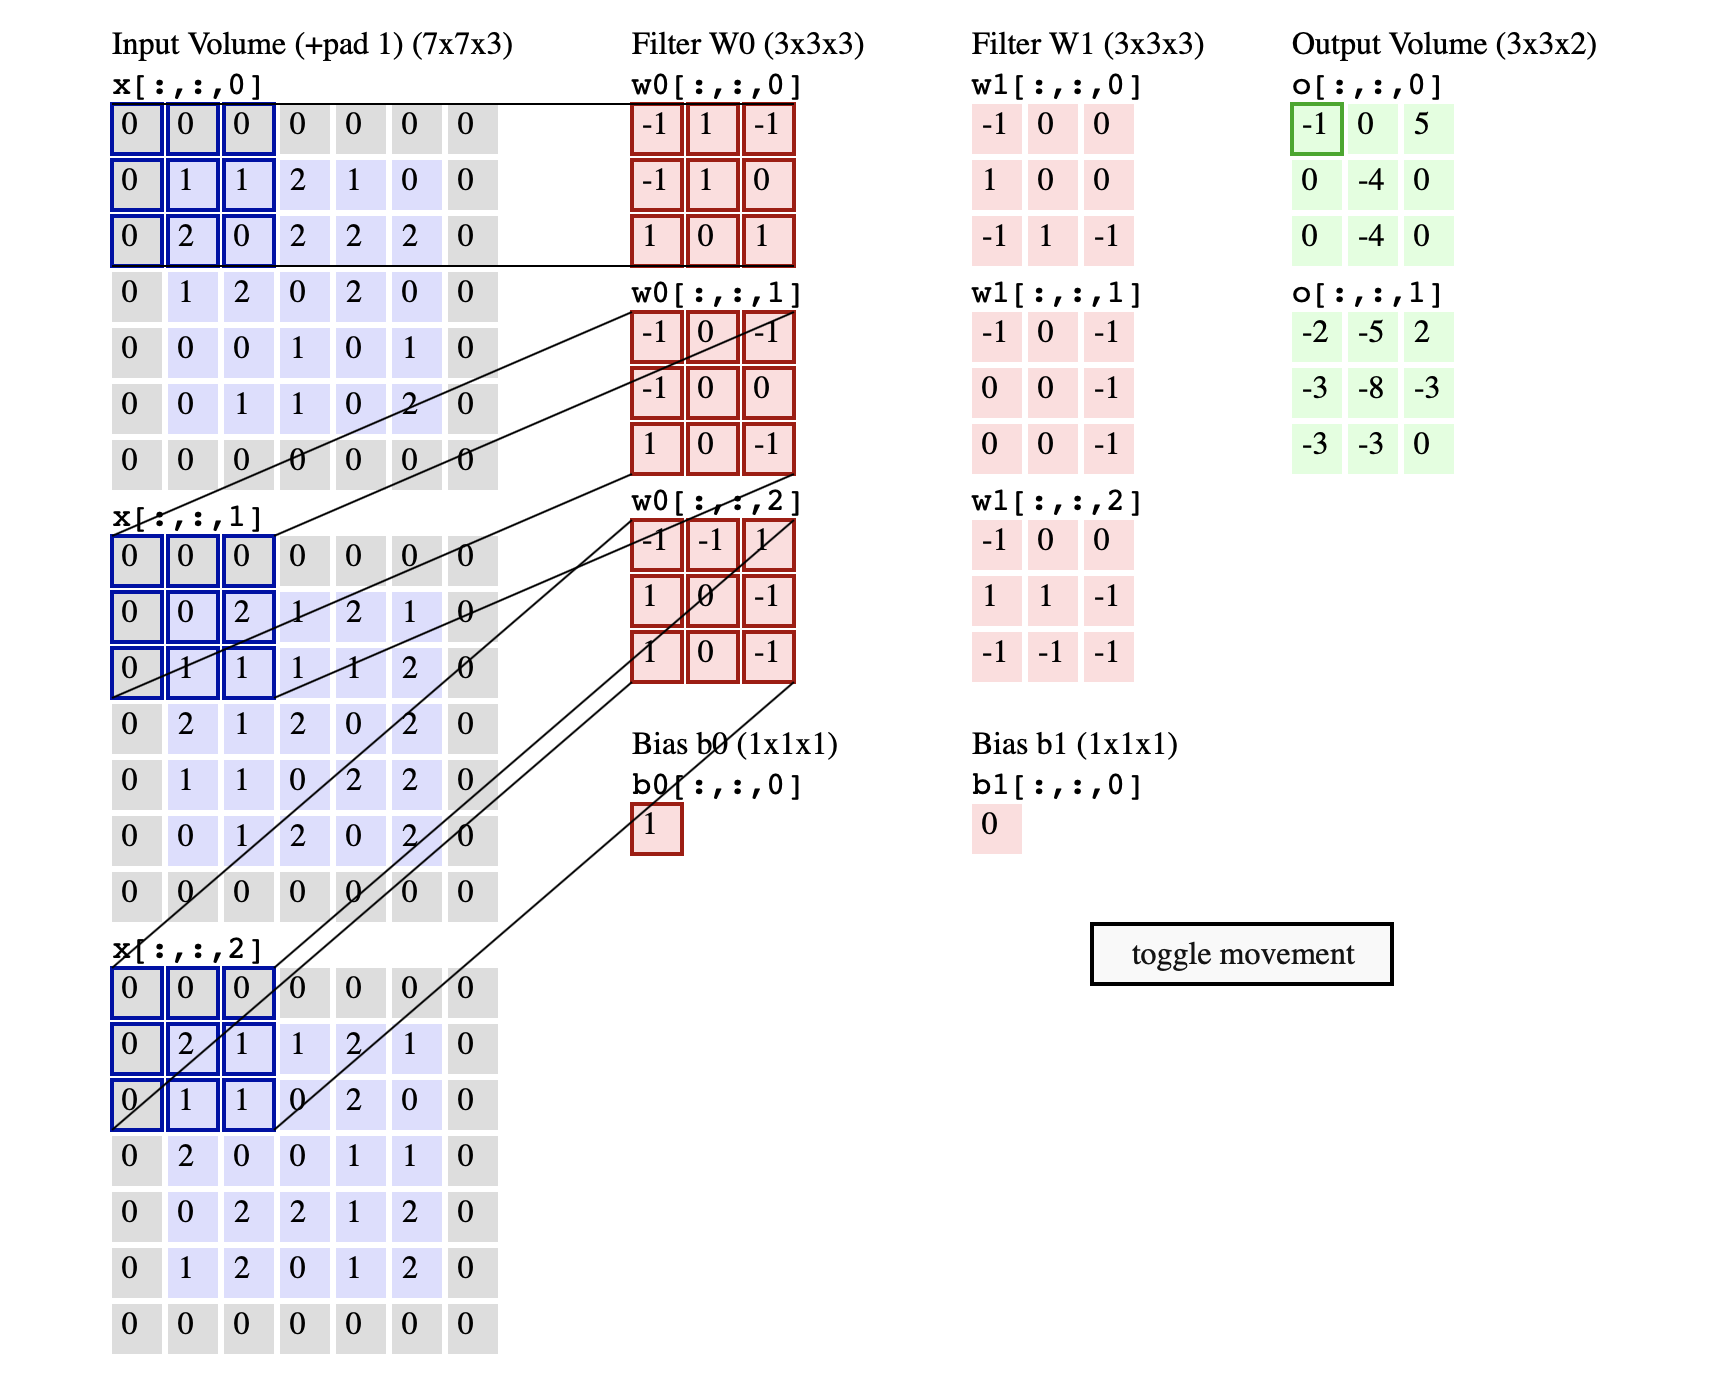 Input Volume (+pad 1) (7x7x3)
x[:,:,0]
0 0 0 0 0 0 0
0 1 1 2 1 0 0
0 2 0 2 2 2 0
0 1 2 0 2 0 0
0 0 0 1 0 1 0
0 0 1 1 0 2 0
0 0 0 0 0 0 0
x[:,:,1]
0 0 0 0 0 0 0
0 0 2 1 2 1 0
0 1 1 1 1 2 0
0 2 1 2 0 2 0
0 1 1 0 2 2 0
0 0 1 2 0 2 0
0 0 0 0 0 0 0
x[:,:,2]
0 0 0 0 0 0 0
0 2 1 1 2 1 0
0 1 1 0 2 0 0
0 2 0 0 1 1 0
0 0 2 2 1 2 0
0 1 2 0 1 2 0
0 0 0 0 0 0 0
Filter W0 (3x3x3)
w0[:,:,0]
-1 1 -1
-1 1 0
1 0 1
w0[:,:,1]
-1 0 -1
-1 0 0
1 0 -1
w0[:,:,2]
-1 -1 1
1 0 -1
1 0 -1
Bias b0 (1x1x1)
b0[:,:,0]
1
Filter W1 (3x3x3)
w1[:,:,0]
-1 0 0
1 0 0
-1 1 -1
w1[:,:,1]
-1 0 -1
0 0 -1
0 0 -1
w1[:,:,2]
-1 0 0
1 1 -1
-1 -1 -1
Bias b1 (1x1x1)
b1[:,:,0]
0
Output Volume (3x3x2)
o[:,:,0]
-1 0 5
0 -4 0
0 -4 0
o[:,:,1]
-2 -5 2
-3 -8 -3
-3 -3 0
toggle movement